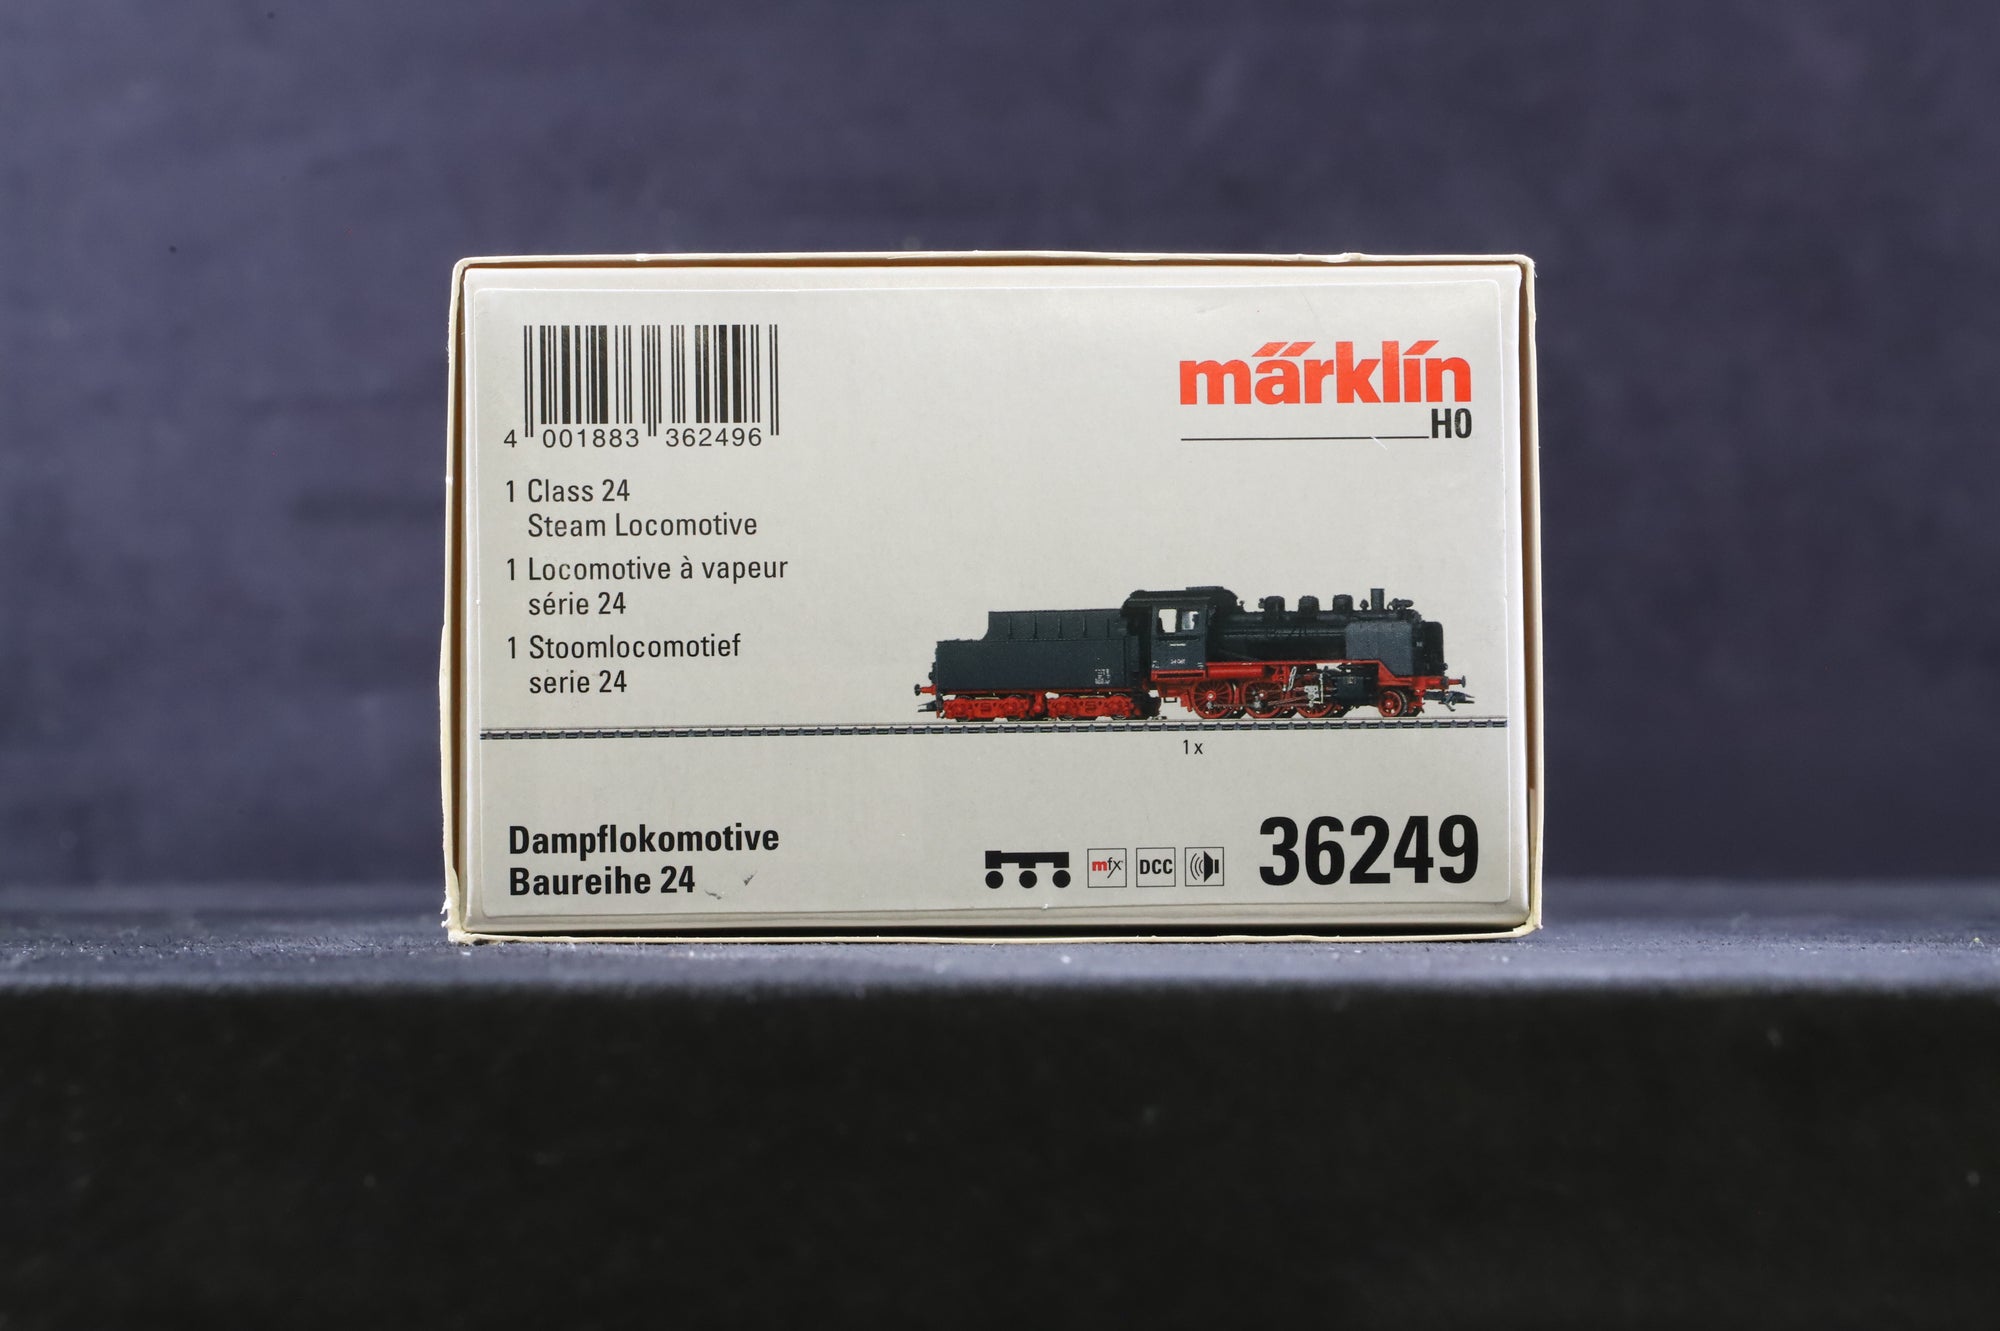 märklín
H0
4 001883 362496
1 Class 24
Steam Locomotive
1 Locomotive à vapeur
série 24
1 Stoomlocomotief
serie 24
1 x
Dampflokomotive
Baureihe 24
mfx
DCC
36249